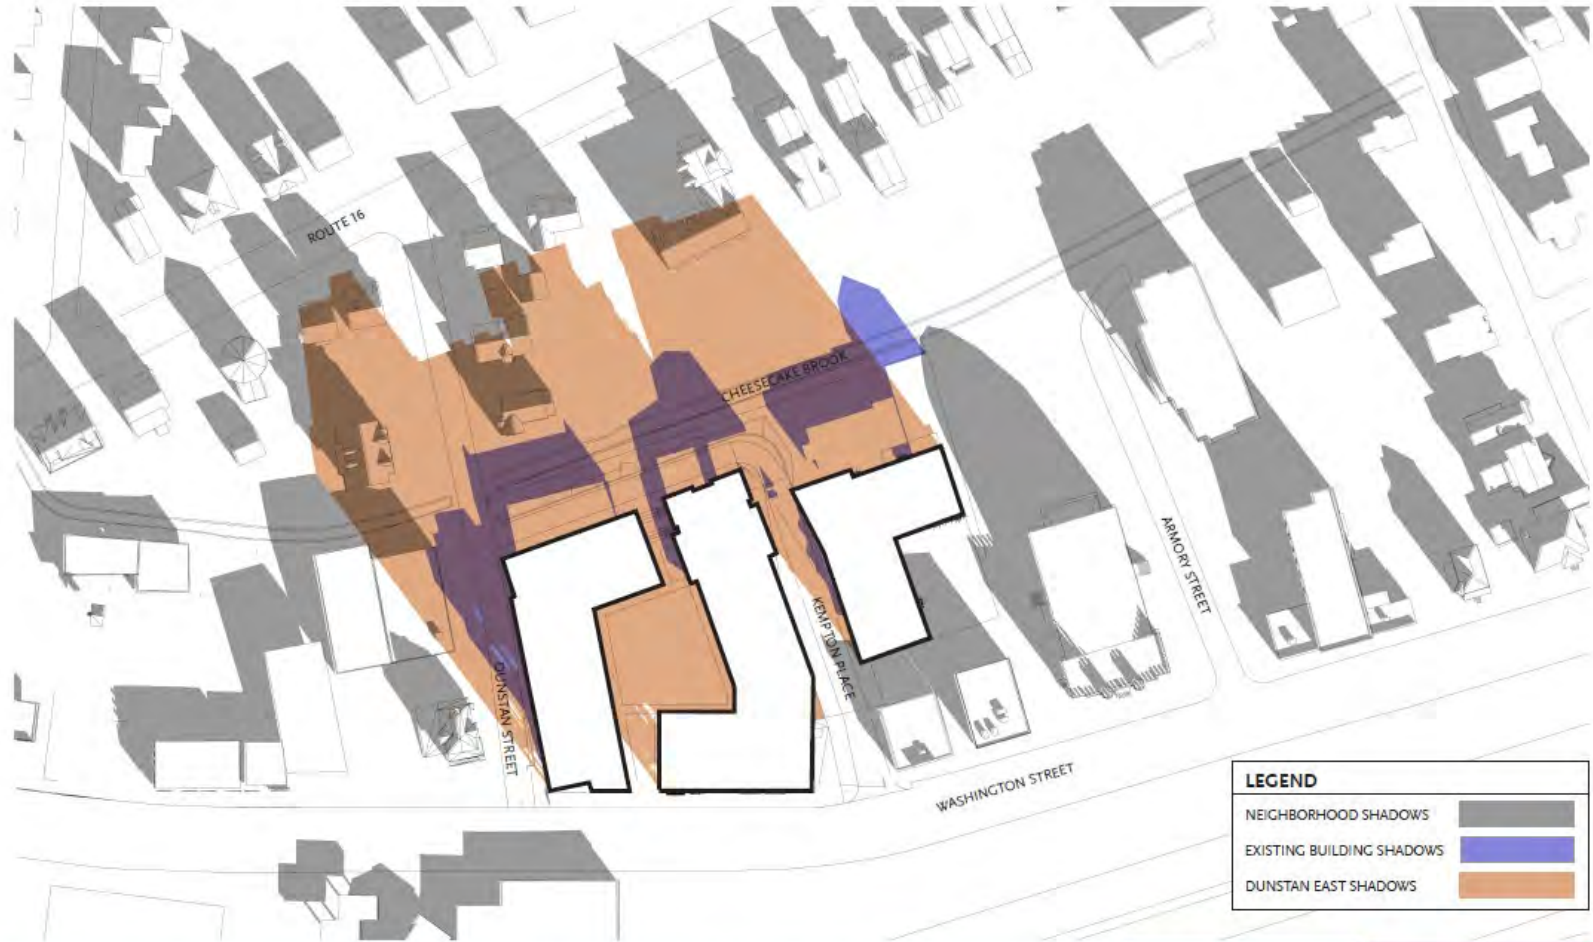 ROUTE 16
CHEESECAKE BROOK
ARMORY STREET
KEMPTON PLACE
DUNSTAN STREET
WASHINGTON STREET
LEGEND
NEIGHBORHOOD SHADOWS
EXISTING BUILDING SHADOWS
DUNSTAN EAST SHADOWS